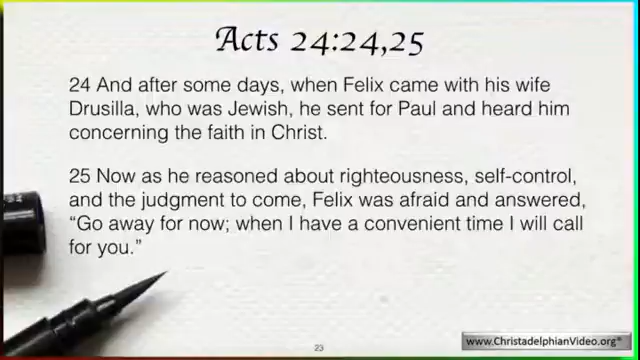 Acts 24:24,25
24 And after some days, when Felix came with his wife
Drusilla, who was Jewish, he sent for Paul and heard him
concerning the faith in Christ.
25 Now as he reasoned about righteousness, self-control,
and the judgment to come, Felix was afraid and answered,
“Go away for now; when I have a convenient time I will call
for you.”
23
www.ChristadelphianVideo.org®